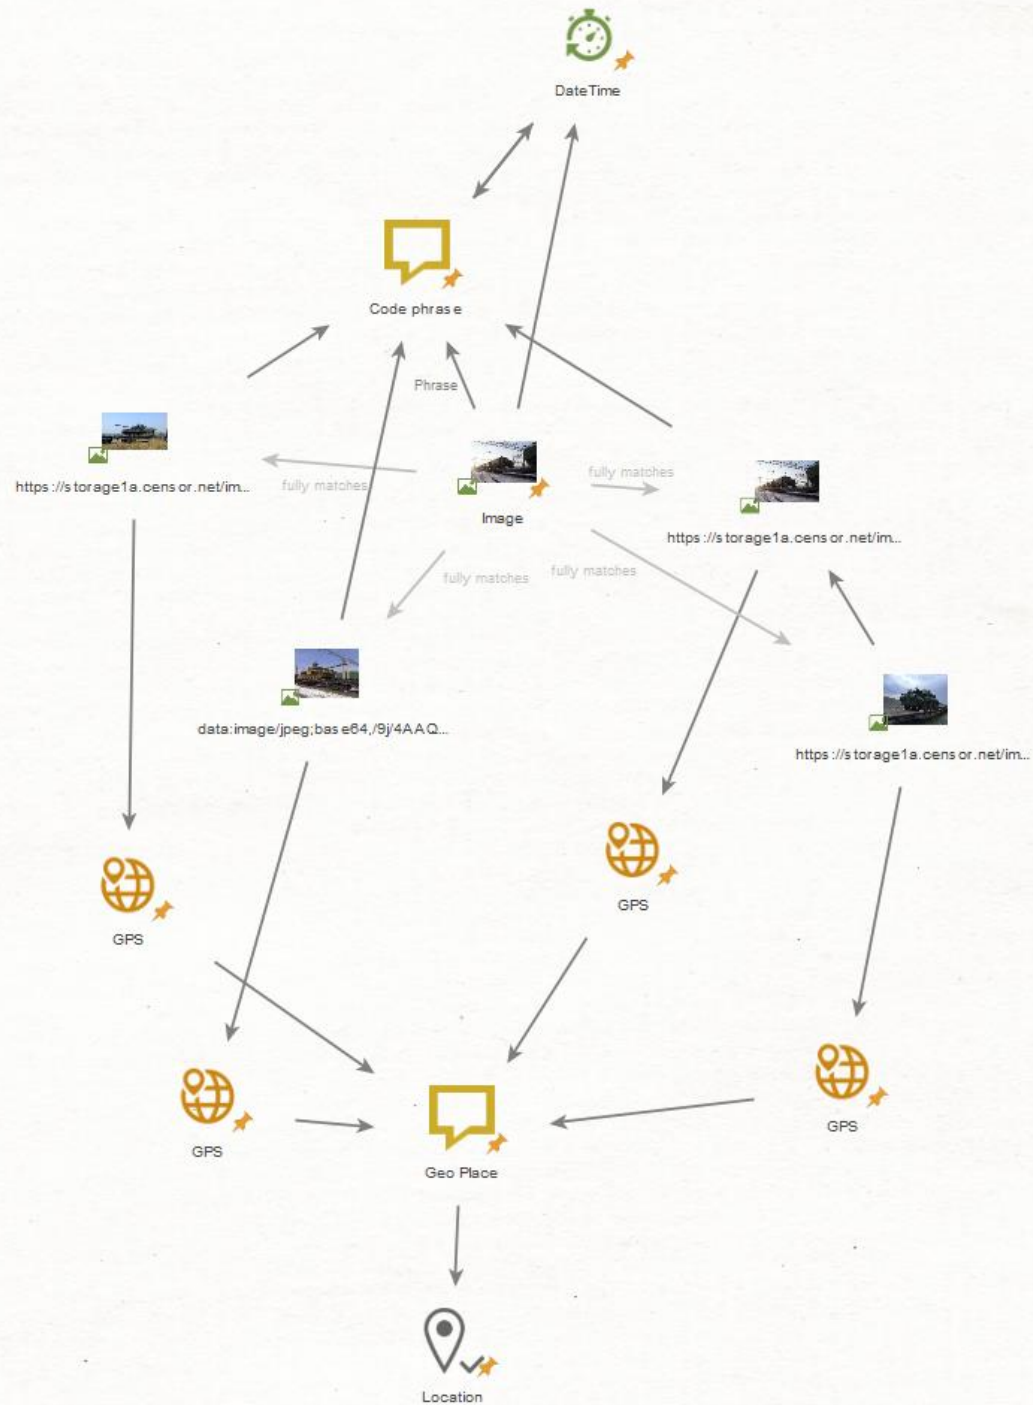 DateTime
Code phrase
Phrase
https://storage1a.censor.net/im...
fully matches
Image
fully matches
https://storage1a.censor.net/im...
fully matches
fully matches
data:image/jpeg;base64,/9j/4AAQ...
https://storage1a.censor.net/im...
GPS
GPS
GPS
GPS
Geo Place
Location